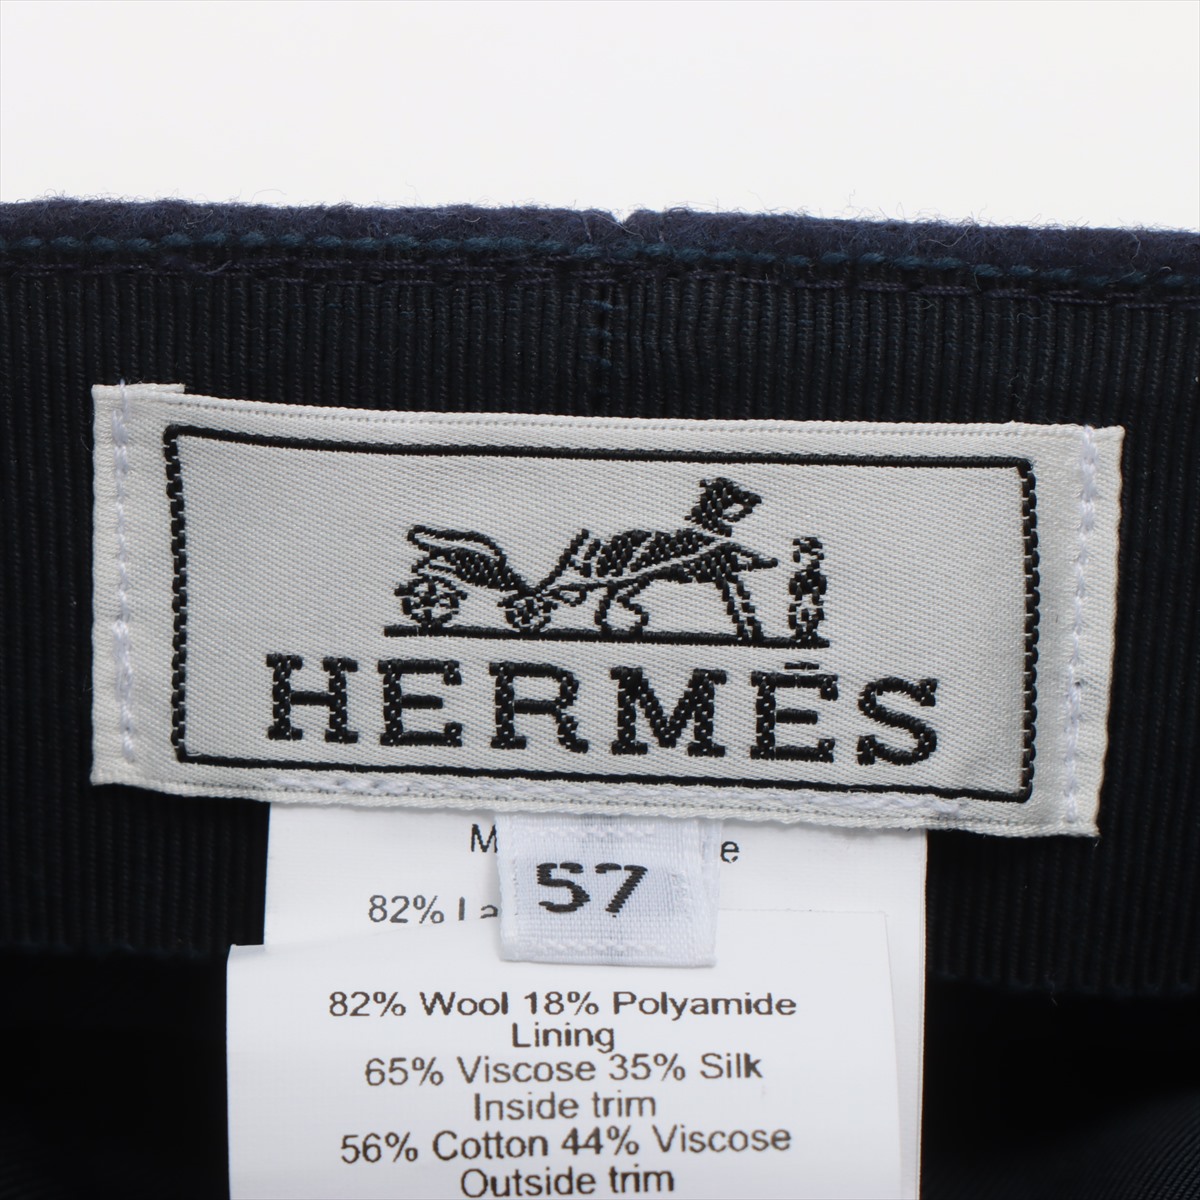 HERMÈS
57
82%
82% Wool 18% Polyamide
Lining
65% Viscose 35% Silk
Inside trim
56% Cotton 44% Viscose
Outside trim